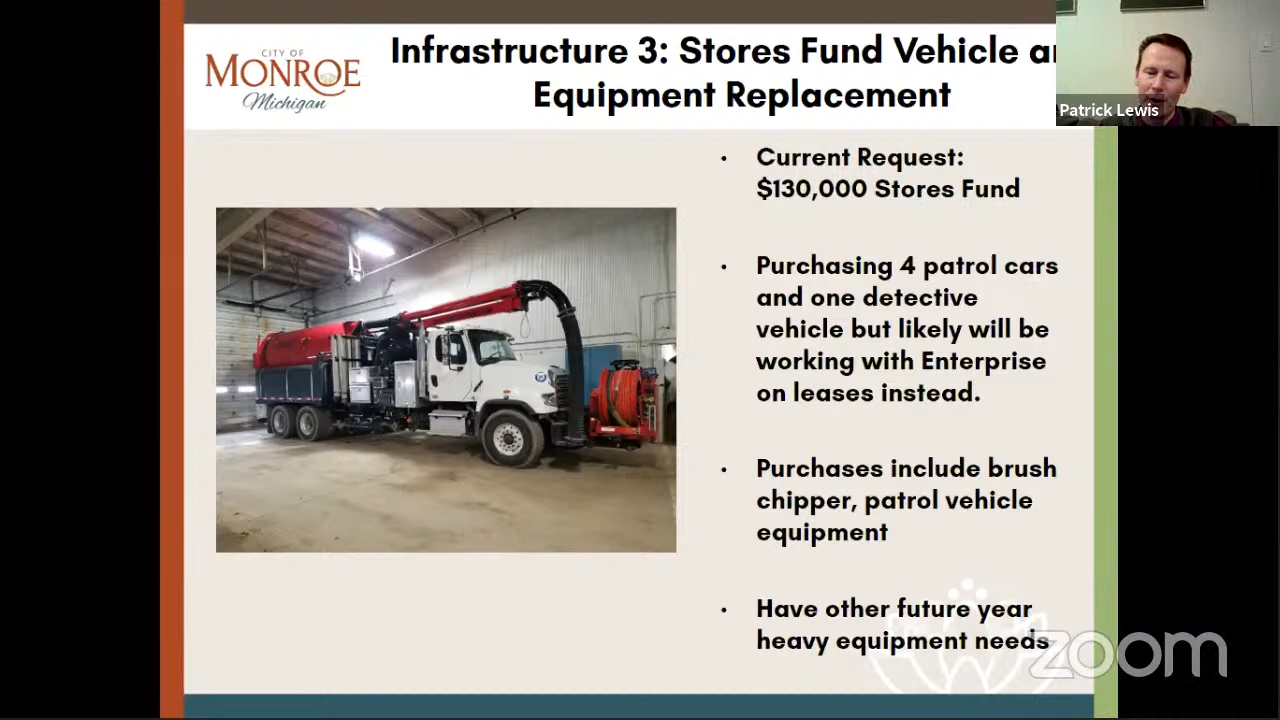 CITY OF
MONROE
Michigan
Infrastructure 3: Stores Fund Vehicle an
Equipment Replacement
Patrick Lewis
• Current Request:
$130,000 Stores Fund
• Purchasing 4 patrol cars
and one detective
vehicle but likely will be
working with Enterprise
on leases instead.
• Purchases include brush
chipper, patrol vehicle
equipment
• Have other future year
heavy equipment needs
zoom